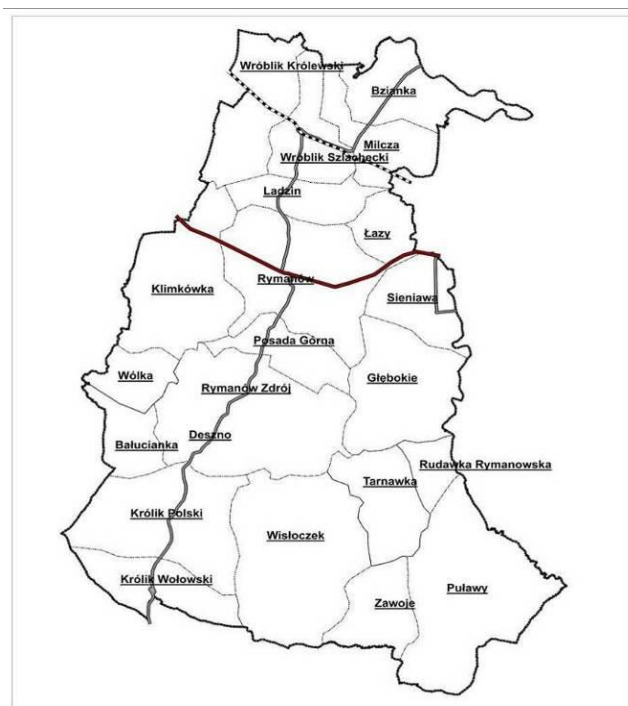 Wróblik Królewski
Bzianka
Milcza
Wróblik Szlachecki
Ladzin
Łazy
Rymanów
Klimkówka
Sieniawa
Posada Górna
Wólka
Głębokie
Rymanów Zdrój
Deszno
Bałucianka
Rudawka Rymanowska
Tarnawka
Królik Polski
Wisłoczek
Królik Wołowski
Puławy
Zawoje